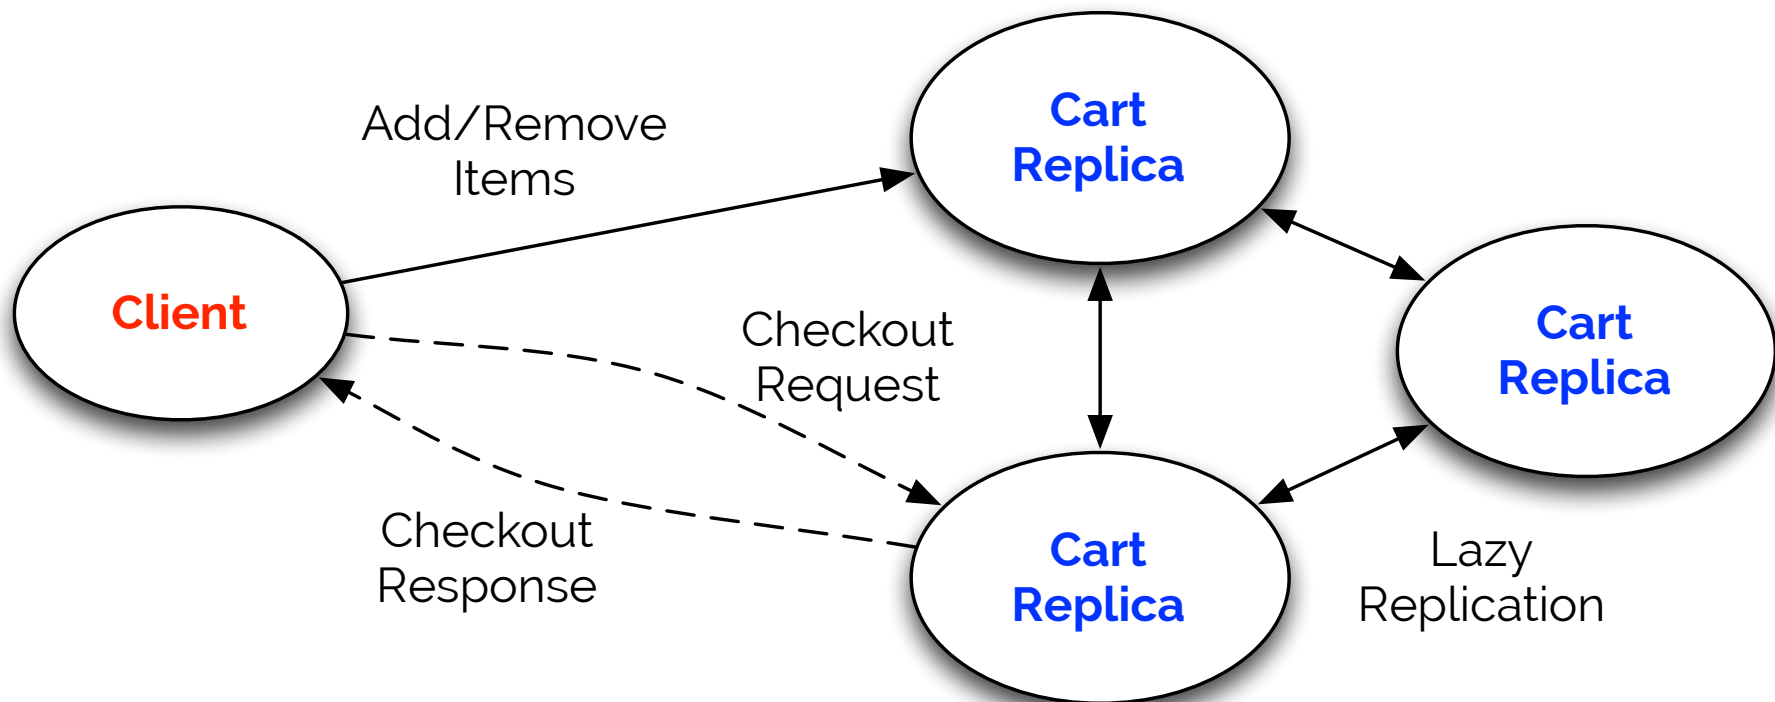 Add/Remove
Items
Cart
Replica
Client
Checkout
Request
Cart
Replica
Checkout
Response
Cart
Replica
Lazy
Replication